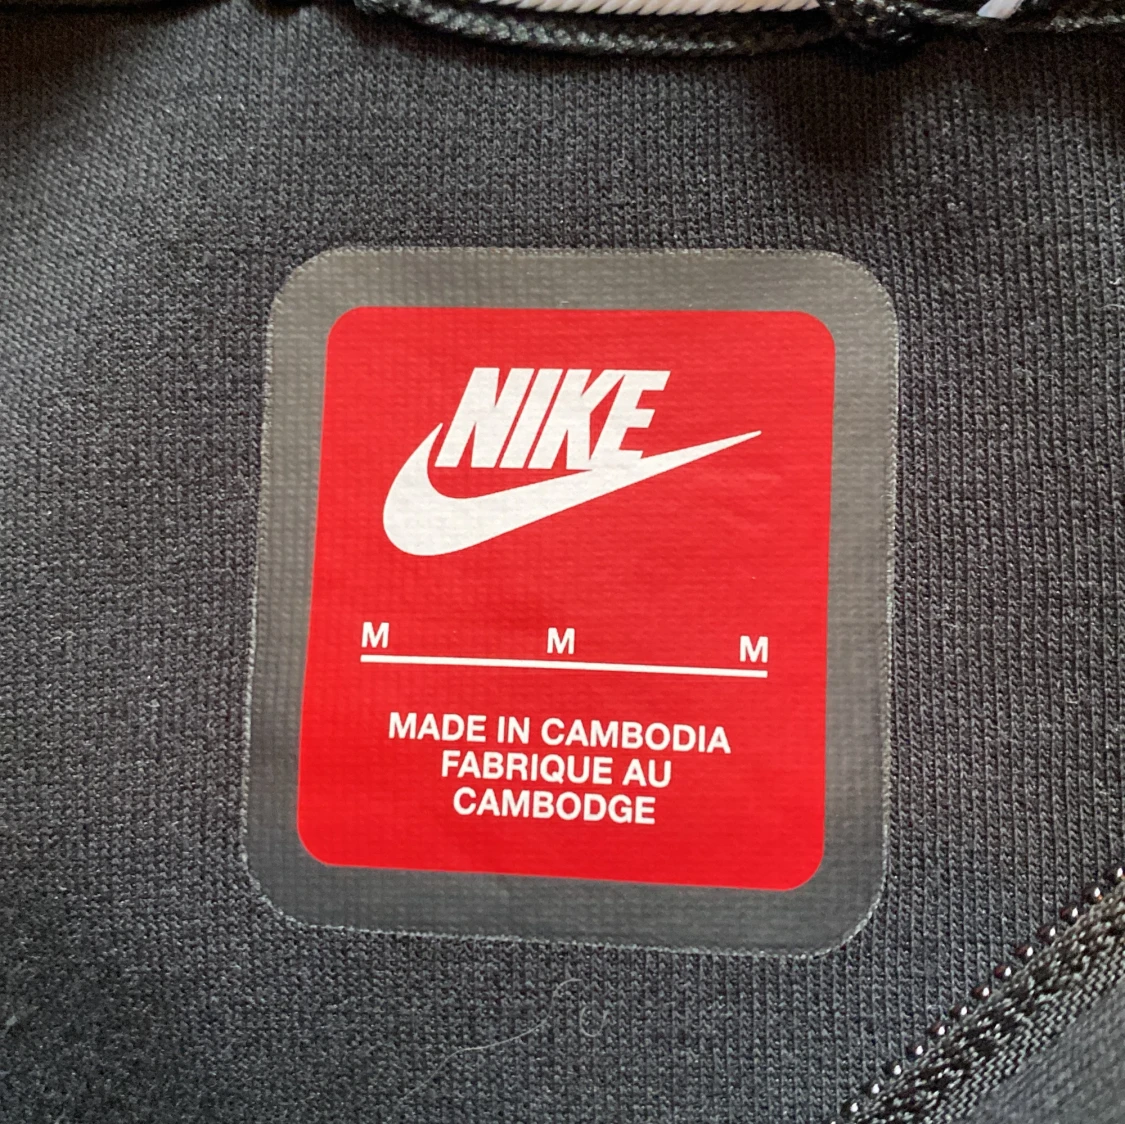 NIKE
M M M
MADE IN CAMBODIA
FABRIQUE AU
CAMBODGE